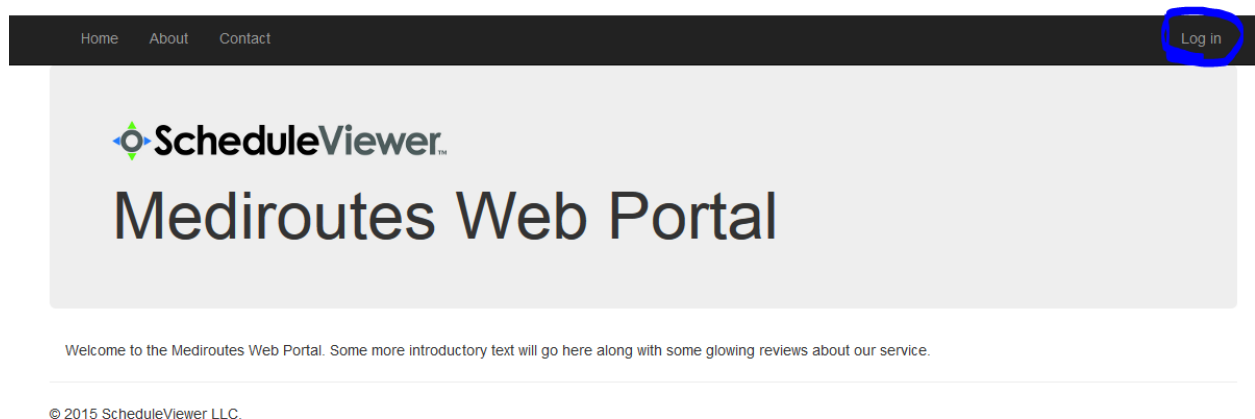 Home About Contact Log in
ScheduleViewer™
Mediroutes Web Portal
Welcome to the Mediroutes Web Portal. Some more introductory text will go here along with some glowing reviews about our service.
© 2015 ScheduleViewer LLC.